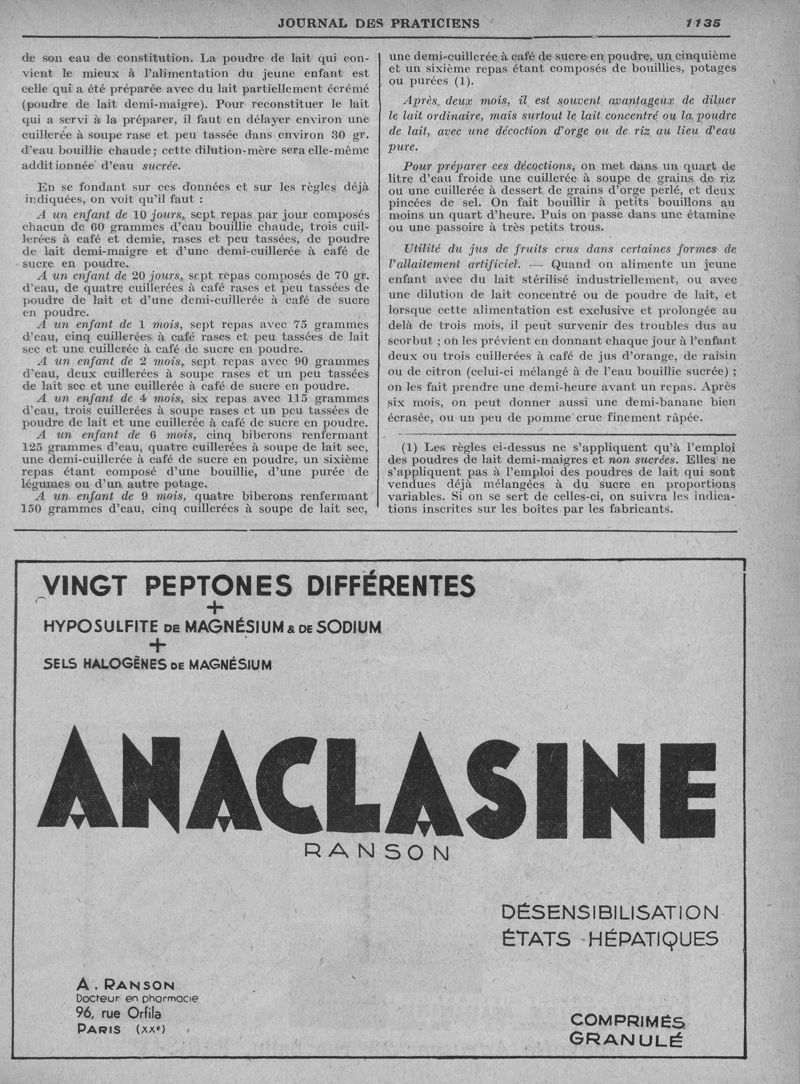 JOURNAL DES PRATICIENS 1135
de son eau de constitution. La poudre de lait qui con-
vient le mieux à l'alimentation du jeune enfant est
celle qui a été préparée avec du lait partiellement écrémé
(poudre de lait demi-maigre). Pour reconstituer le lait
qui a servi à la préparer, il faut en délayer environ une
cuillerée à soupe rase et peu tassée dans environ 30 gr.
d'eau bouillie chaude ; cette dilution-mère sera elle-même
additionnée d'eau sucrée.
En se fondant sur ces données et sur les règles déjà
indiquées, on voit qu'il faut :
A un enfant de 10 jours, sept repas par jour composés
chacun de 60 grammes d'eau bouillie chaude, trois cuil-
lerées à café et demie, rases et peu tassées, de poudre
de lait demi-maigre et d'une demi-cuillerée à café de
sucre en poudre.
A un enfant de 20 jours, sept repas composés de 70 gr.
d'eau, de quatre cuillerées à café rases et peu tassées de
poudre de lait et d'une demi-cuillerée à café de sucre
en poudre.
A un enfant de 1 mois, sept repas avec 75 grammes
d'eau, cinq cuillerées à café rases et peu tassées de lait
sec et une cuillerée à café de sucre en poudre.
A un enfant de 2 mois, sept repas avec 90 grammes
d'eau, deux cuillerées à soupe rases et un peu tassées
de lait sec et une cuillerée à café de sucre en poudre.
A un enfant de 4 mois, six repas avec 115 grammes
d'eau, trois cuillerées à soupe rases et un peu tassées de
poudre de lait et une cuillerée à café de sucre en poudre.
A un enfant de 6 mois, cinq biberons renfermant
125 grammes d'eau, quatre cuillerées à soupe de lait sec,
une demi-cuillerée à café de sucre en poudre, un sixième
repas étant composé d'une bouillie, d'une purée de
légumes ou d'un autre potage.
A un enfant de 9 mois, quatre biberons renfermant
150 grammes d'eau, cinq cuillerées à soupe de lait sec,
une demi-cuillerée à café de sucre en poudre, un cinquième
et un sixième repas étant composés de bouillies, potages
ou purées (1).
Après deux mois, il est souvent avantageux de diluer
le lait ordinaire, mais surtout le lait concentré ou la poudre
de lait, avec une décoction d'orge ou de riz au lieu d'eau
pure.
Pour préparer ces décoctions, on met dans un quart de
litre d'eau froide une cuillerée à soupe de grains de riz
ou une cuillerée à dessert de grains d'orge perlé, et deux
pincées de sel. On fait bouillir à petits bouillons au
moins un quart d'heure. Puis on passe dans une étamine
ou une passoire à très petits trous.
Utilité du jus de fruits crus dans certaines formes de
l'allaitement artificiel. — Quand on alimente un jeune
enfant avec du lait stérilisé industriellement, ou avec
une dilution de lait concentré ou de poudre de lait, et
lorsque cette alimentation est exclusive et prolongée au
delà de trois mois, il peut survenir des troubles dus au
scorbut ; on les prévient en donnant chaque jour à l'enfant
deux ou trois cuillerées à café de jus d'orange, de raisin
ou de citron (celui-ci mélangé à de l'eau bouillie sucrée) ;
on les fait prendre une demi-heure avant un repas. Après
six mois, on peut donner aussi une demi-banane bien
écrasée, ou un peu de pomme crue finement râpée.
(1) Les règles ci-dessus ne s'appliquent qu'à l'emploi
des poudres de lait demi-maigres et non sucrées. Elles ne
s'appliquent pas à l'emploi des poudres de lait qui sont
vendues déjà mélangées à du sucre en proportions
variables. Si on se sert de celles-ci, on suivra les indica-
tions inscrites sur les boîtes par les fabricants.
VINGT PEPTONES DIFFÉRENTES
+
HYPOSULFITE DE MAGNÉSIUM & DE SODIUM
+
SELS HALOGÈNES DE MAGNÉSIUM
ANACLASINE
RANSON
DÉSENSIBILISATION
ÉTATS HÉPATIQUES
A. RANSON
Docteur en pharmacie
96, rue Orfila
PARIS (XXe)
COMPRIMÉS
GRANULÉ